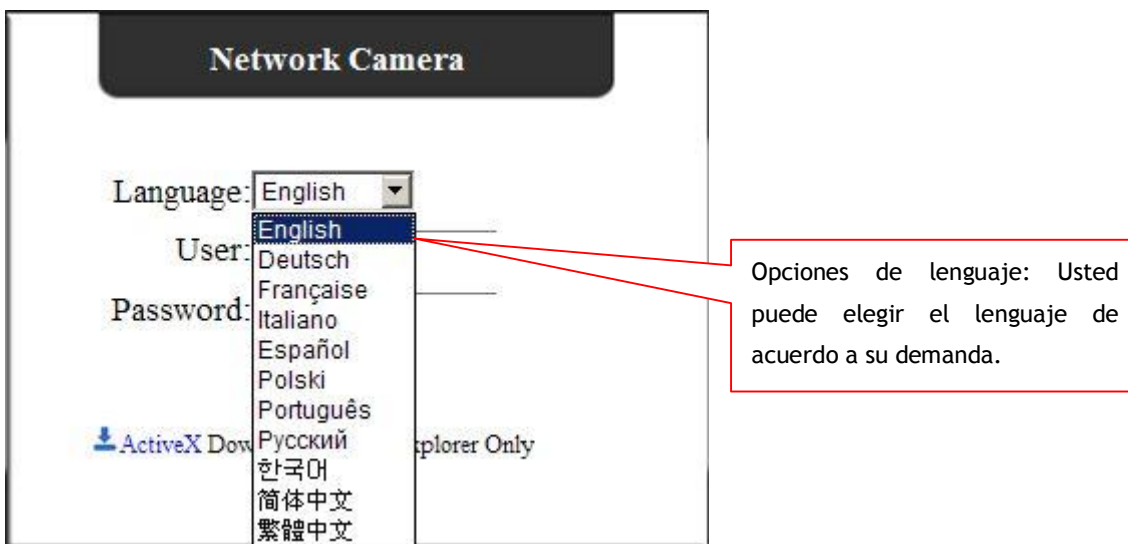 Network Camera
Language: English
English
User:
Deutsch
Française
Password:
Italiano
Español
Polski
Português
ActiveX Dow
Русский
xplorer Only
한국어
简体中文
繁體中文
Opciones de lenguaje: Usted
puede elegir el lenguaje de
acuerdo a su demanda.